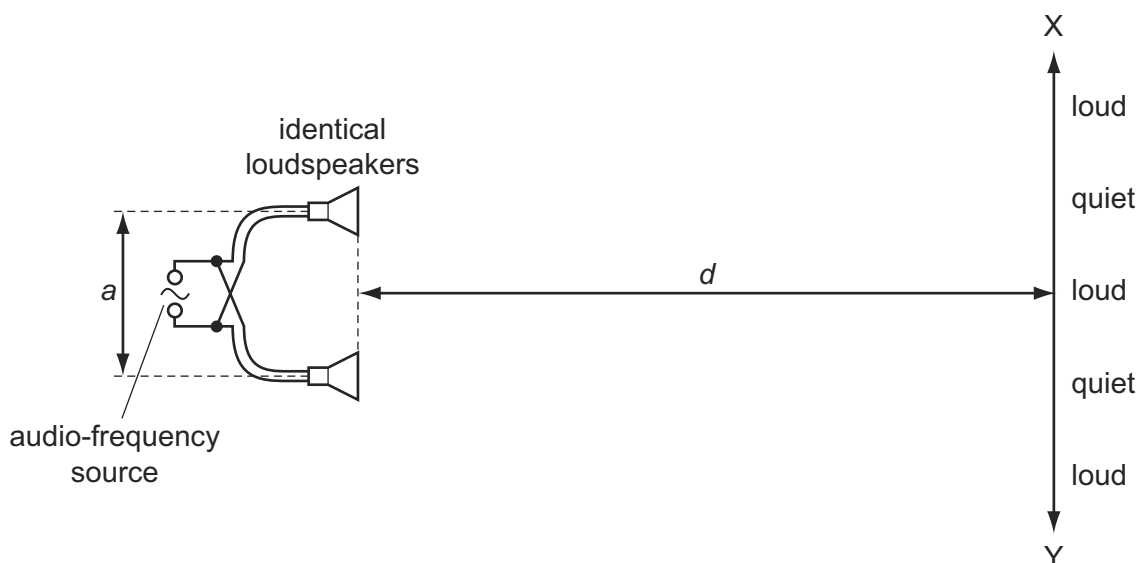 X
loud
identical
loudspeakers
quiet
a
d
loud
quiet
audio-frequency
source
loud
Y